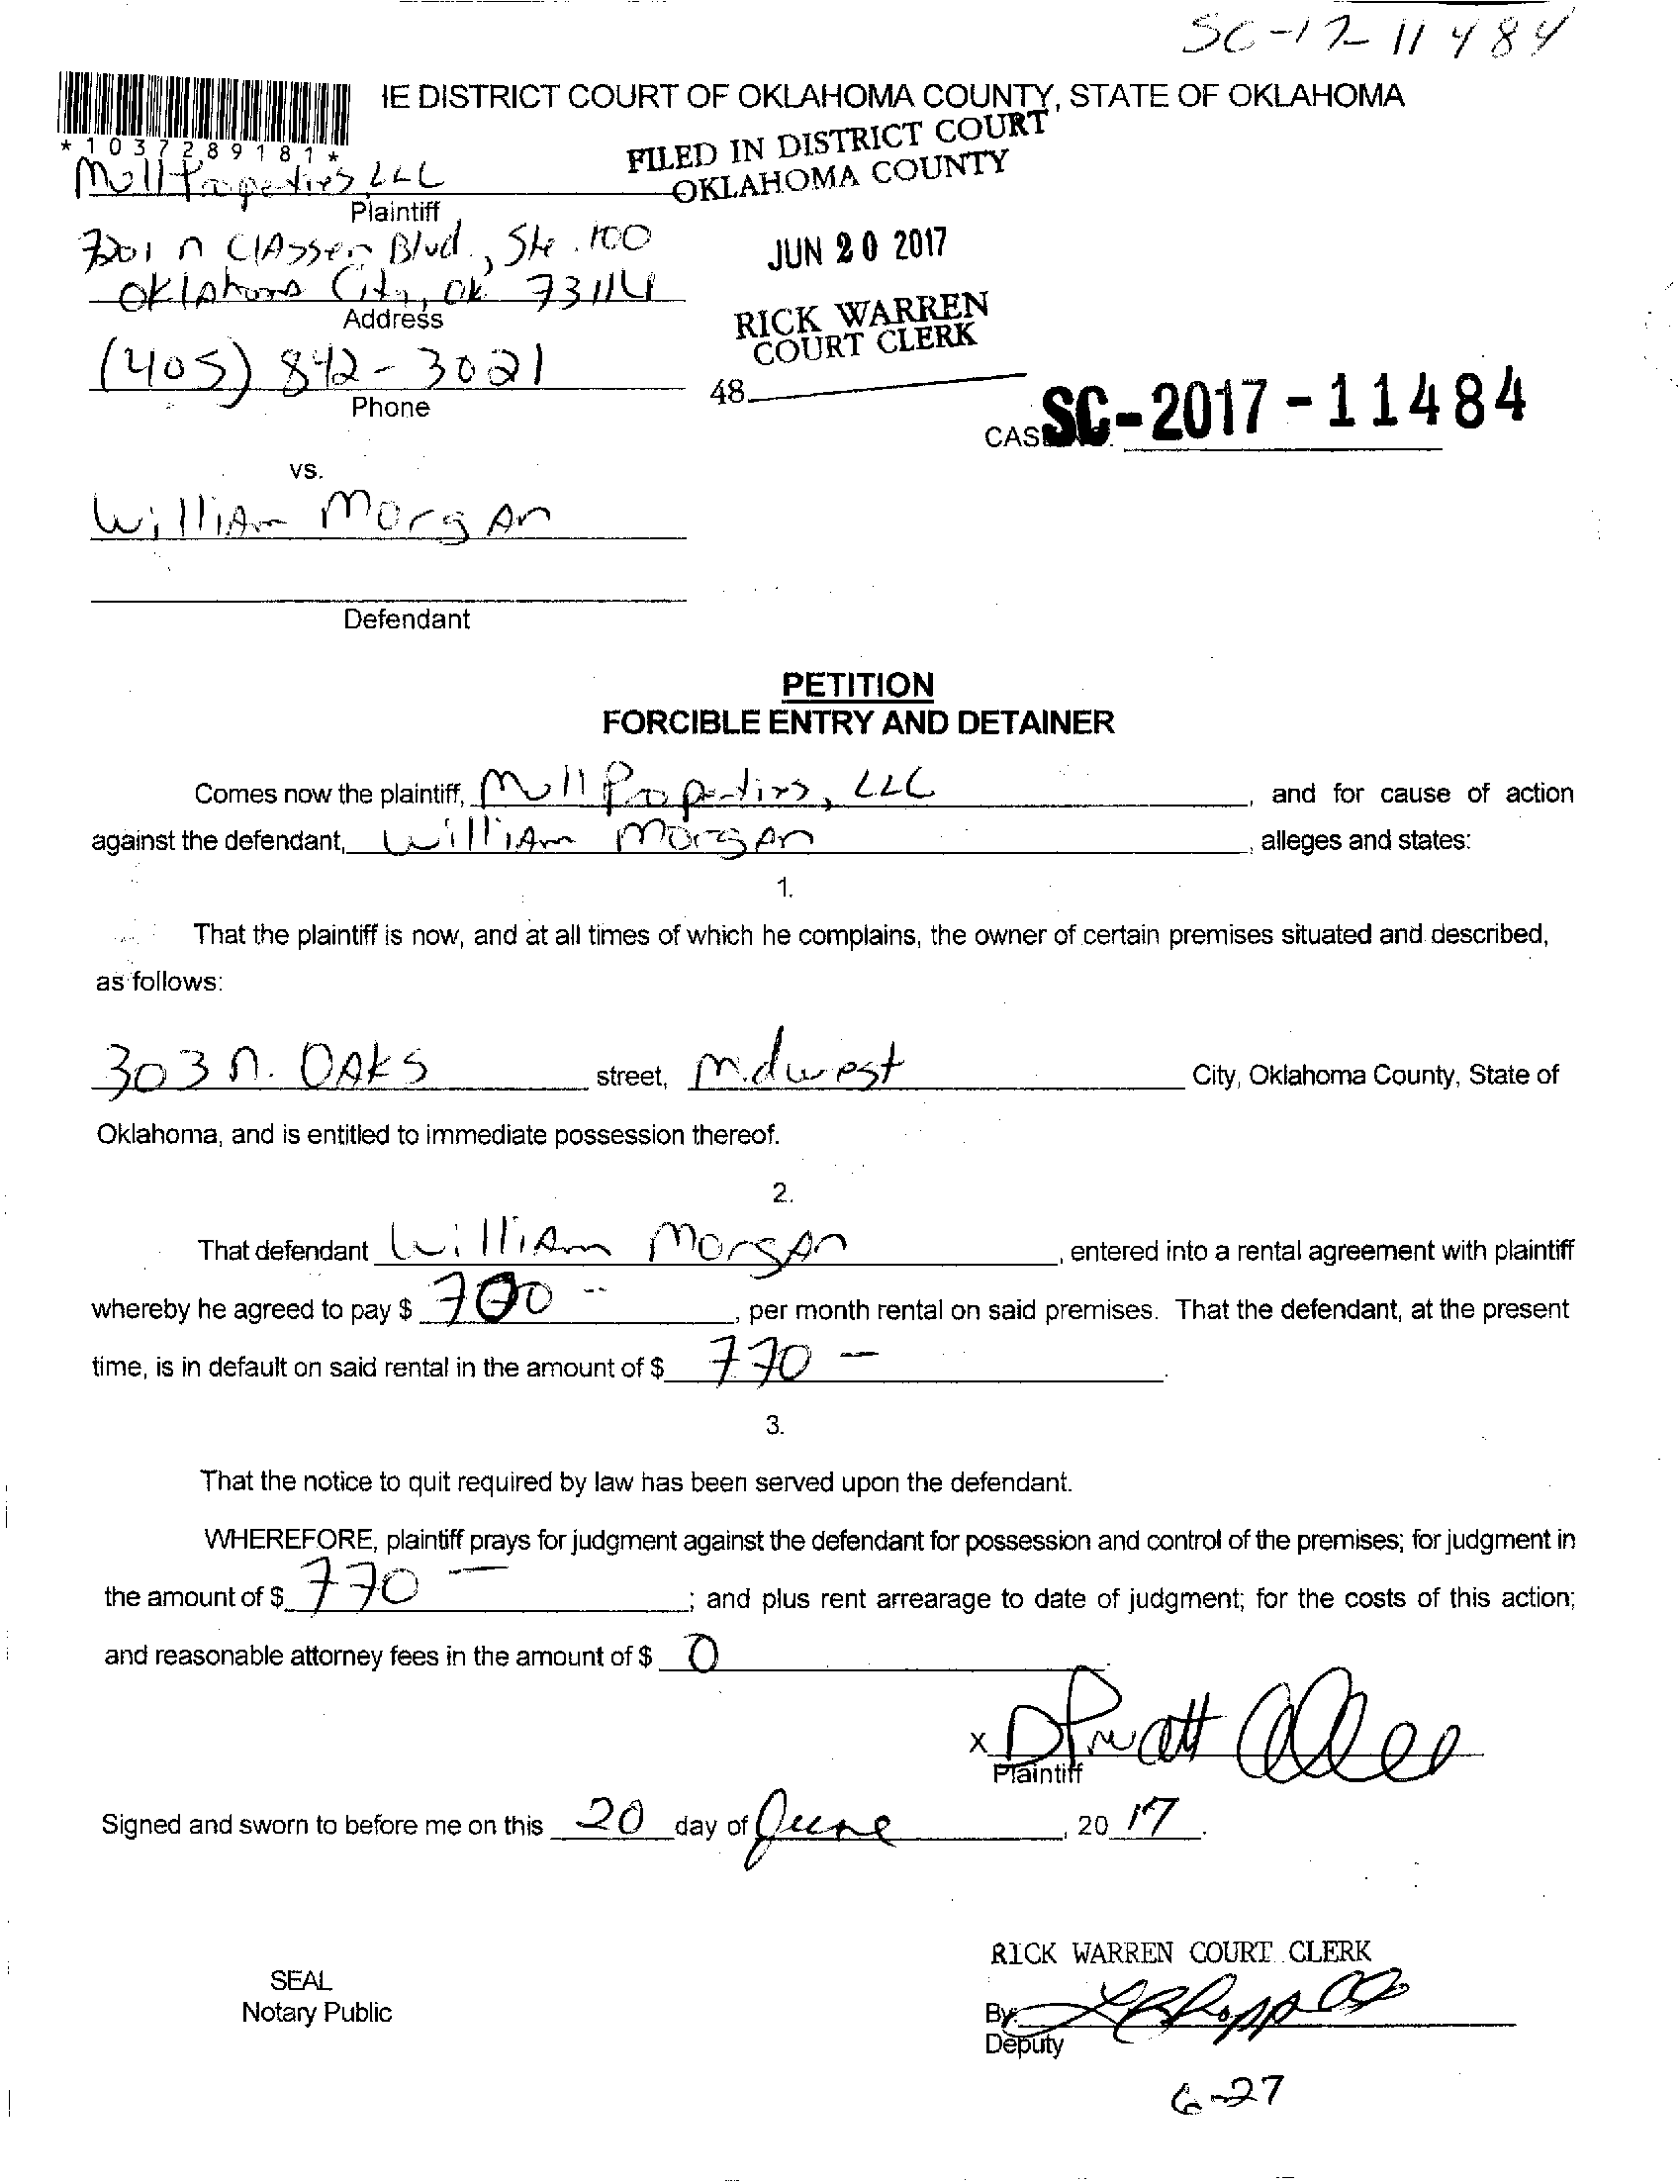 SC-17-11484
IE DISTRICT COURT OF OKLAHOMA COUNTY, STATE OF OKLAHOMA
*1037289181*
FILED IN DISTRICT COURT
OKLAHOMA COUNTY
Moll Properties LLC
Plaintiff
7201 N Classen Blvd., Ste. 100
JUN 20 2017
Oklahoma City, OK 73114
Address
RICK WARREN
COURT CLERK
(405) 842-3021
Phone
48
CAS SC-2017-11484
vs.
William Morgan
Defendant
PETITION
FORCIBLE ENTRY AND DETAINER
Comes now the plaintiff, Moll Properties, LLC, and for cause of action
against the defendant, William Morgan, alleges and states:
1.
That the plaintiff is now, and at all times of which he complains, the owner of certain premises situated and described,
as follows:
303 N. OAKS street, Midwest City, Oklahoma County, State of
Oklahoma, and is entitled to immediate possession thereof.
2.
That defendant William Morgan, entered into a rental agreement with plaintiff
whereby he agreed to pay $ 700 --, per month rental on said premises. That the defendant, at the present
time, is in default on said rental in the amount of $ 770 -.
3.
That the notice to quit required by law has been served upon the defendant.
WHEREFORE, plaintiff prays for judgment against the defendant for possession and control of the premises; for judgment in
the amount of $ 770 -; and plus rent arrearage to date of judgment; for the costs of this action;
and reasonable attorney fees in the amount of $ 0.
x
Plaintiff
Signed and sworn to before me on this 20 day of June, 2017.
RICK WARREN COURT CLERK
SEAL
Notary Public
By:
Deputy
6-27